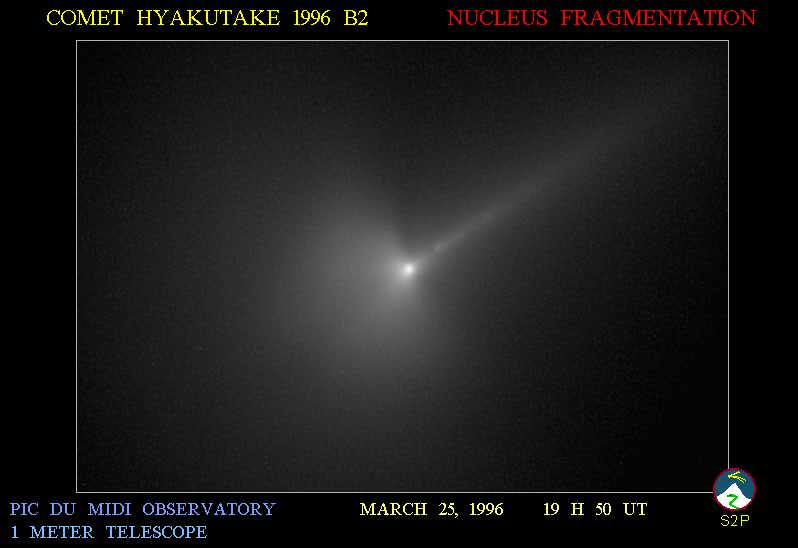 COMET HYAKUTAKE 1996 B2 NUCLEUS FRAGMENTATION
PIC DU MIDI OBSERVATORY MARCH 25, 1996 19 H 50 UT
1 METER TELESCOPE
S2P